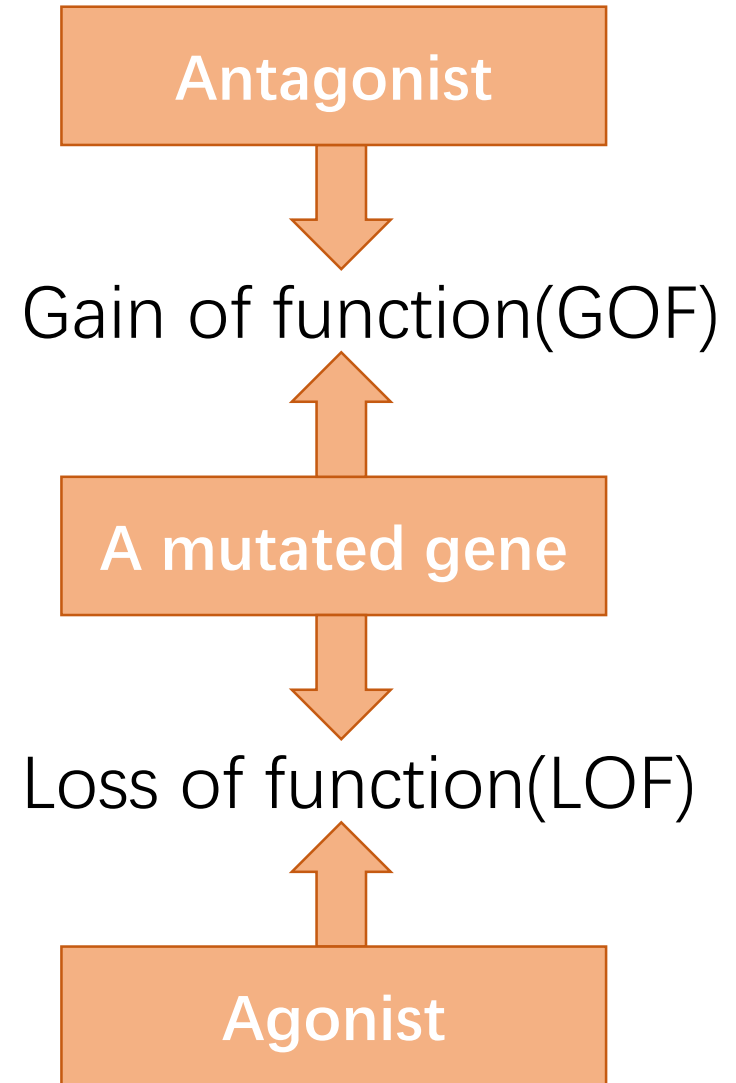 Antagonist
Gain of function(GOF)
A mutated gene
Loss of function(LOF)
Agonist